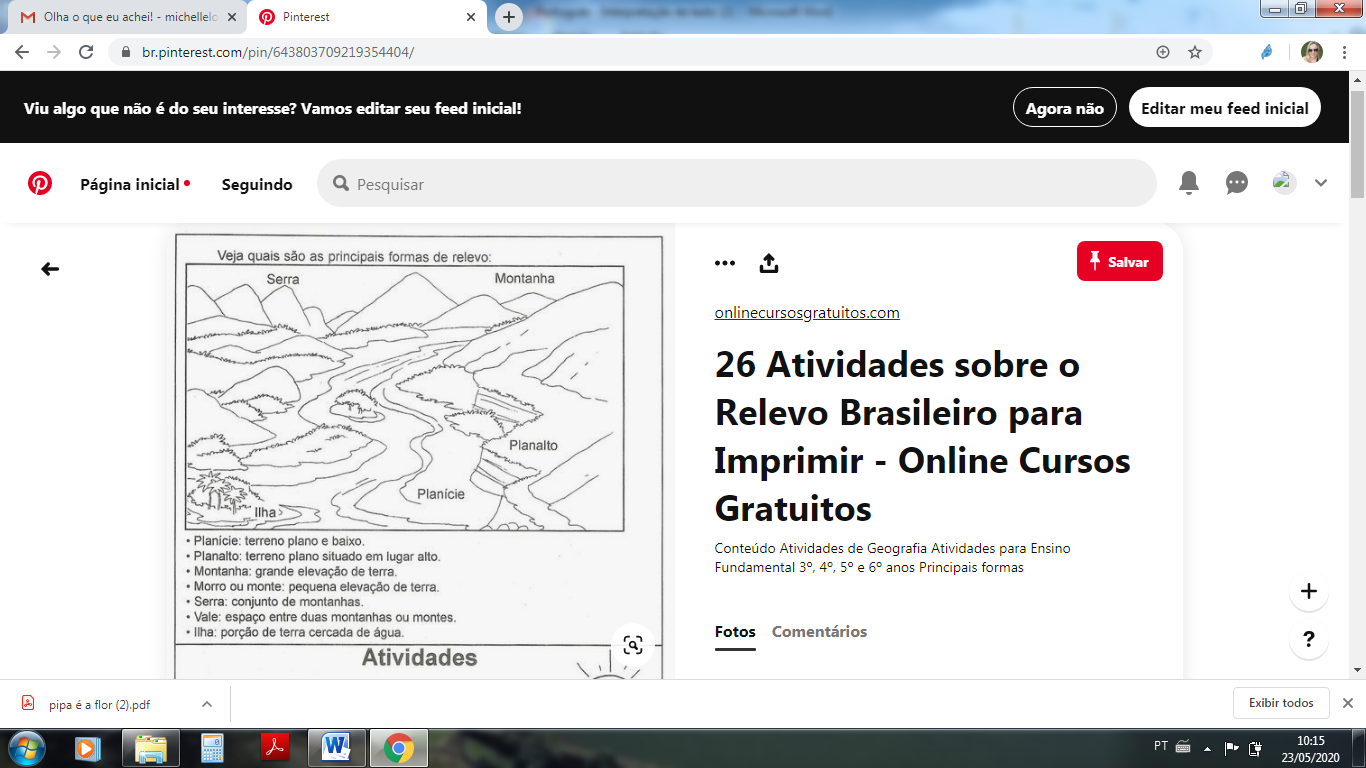 Olha o que eu achei! - michellelo
Pinterest
br.pinterest.com/pin/643803709219354404/
Viu algo que não é do seu interesse? Vamos editar seu feed inicial!
Agora não
Editar meu feed inicial
Página inicial
Seguindo
Pesquisar
Veja quais são as principais formas de relevo:
Serra
Montanha
Planalto
Planície
Ilha
• Planície: terreno plano e baixo.
• Planalto: terreno plano situado em lugar alto.
• Montanha: grande elevação de terra.
• Morro ou monte: pequena elevação de terra.
• Serra: conjunto de montanhas.
• Vale: espaço entre duas montanhas ou montes.
• Ilha: porção de terra cercada de água.
Atividades
Salvar
onlinecursosgratuitos.com
26 Atividades sobre o
Relevo Brasileiro para
Imprimir - Online Cursos
Gratuitos
Conteúdo Atividades de Geografia Atividades para Ensino
Fundamental 3º, 4º, 5º e 6º anos Principais formas
Fotos
Comentários
pipa é a flor (2).pdf
Exibir todos
PT
10:15
23/05/2020